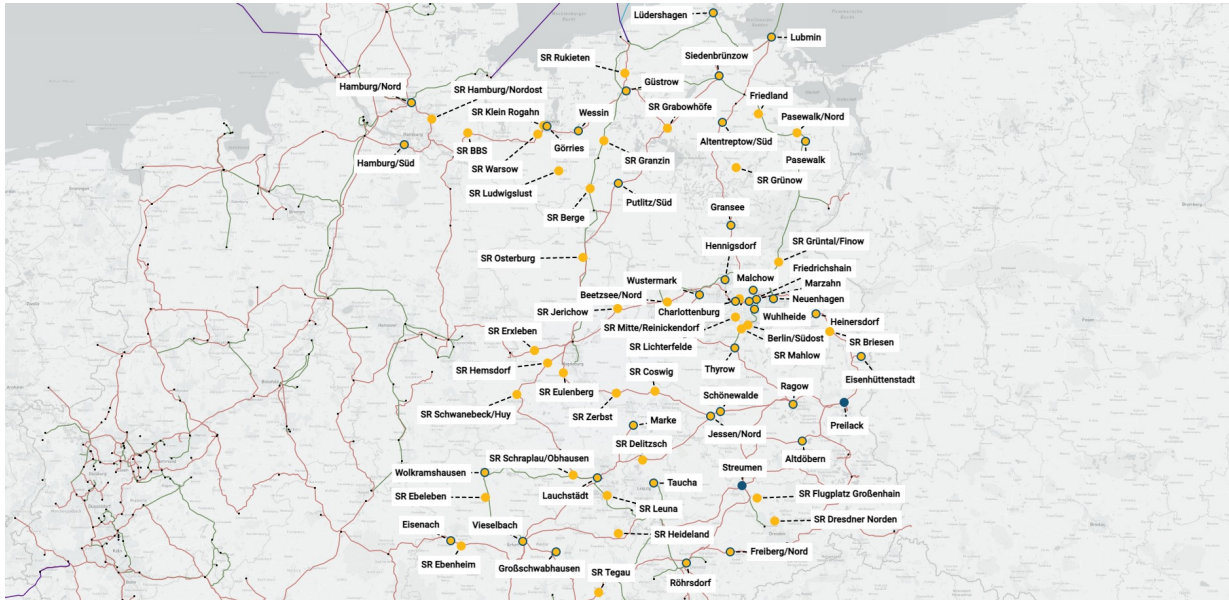 Lüdershagen
Lubmin
SR Rukieten
Siedenbrünzow
Hamburg/Nord
SR Hamburg/Nordost
Güstrow
Friedland
SR Klein Rogahn
Wessin
SR Grabowhöfe
Pasewalk/Nord
Altentreptow/Süd
SR BBS
Görries
Hamburg/Süd
SR Warsow
SR Granzin
Pasewalk
SR Grünow
SR Ludwigslust
Putlitz/Süd
Gransee
SR Berge
SR Grüntal/Finow
Hennigsdorf
SR Osterburg
Friedrichshain
Wustermark
Malchow
Marzahn
Beetzsee/Nord
Neuenhagen
SR Jerichow
Charlottenburg
Wuhlheide
Heinersdorf
SR Mitte/Reinickendorf
SR Erxleben
Berlin/Südost
SR Briesen
SR Lichterfelde
SR Mahlow
SR Hemsdorf
SR Coswig
Thyrow
Eisenhüttenstadt
Ragow
SR Eulenberg
Schönewalde
SR Schwanebeck/Huy
SR Zerbst
Marke
Preilack
Jessen/Nord
SR Delitzsch
SR Schraplau/Obhausen
Altdöbern
Wolkramshausen
Streumen
Lauchstädt
Taucha
SR Ebeleben
SR Flugplatz Großenhain
SR Leuna
SR Dresdner Norden
Eisenach
Vieselbach
SR Heideland
SR Ebenheim
Großschwabhausen
Freiberg/Nord
SR Tegau
Röhrsdorf